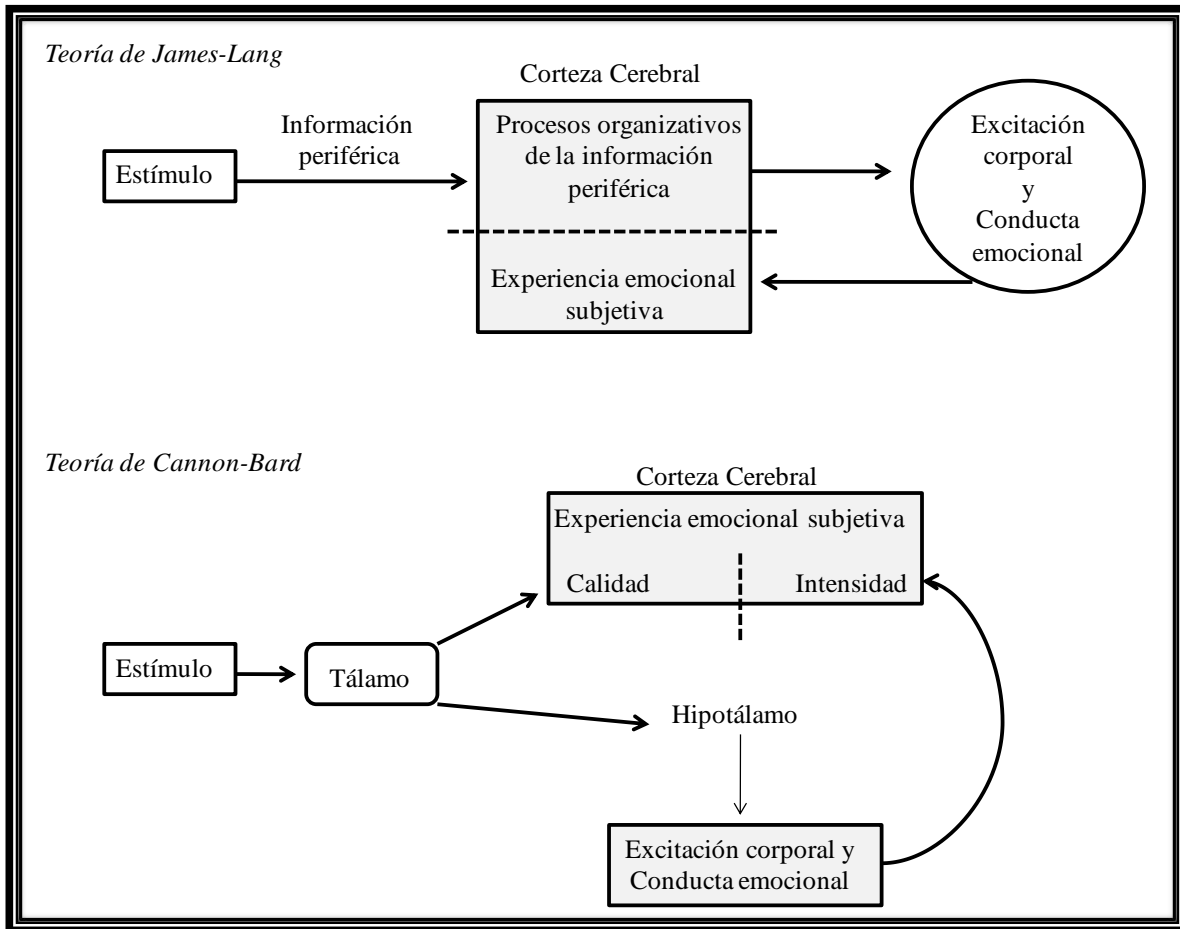 Teoría de James-Lang
Corteza Cerebral
Información
periférica
Estímulo
Procesos organizativos
de la información
periférica
Experiencia emocional
subjetiva
Excitación
corporal
y
Conducta
emocional
Teoría de Cannon-Bard
Corteza Cerebral
Experiencia emocional subjetiva
Calidad
Intensidad
Estímulo
Tálamo
Hipotálamo
Excitación corporal y
Conducta emocional